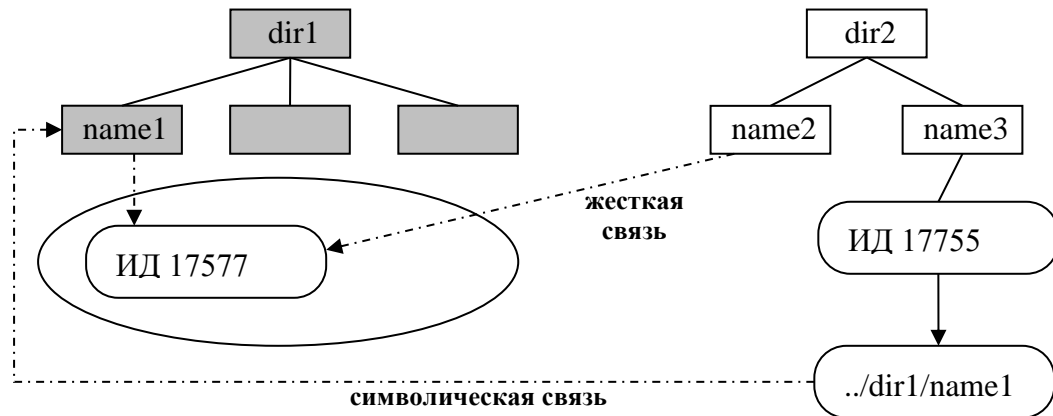 dir1
dir2
name1
name2
name3
жесткая
связь
ИД 17577
ИД 17755
../dir1/name1
символическая связь